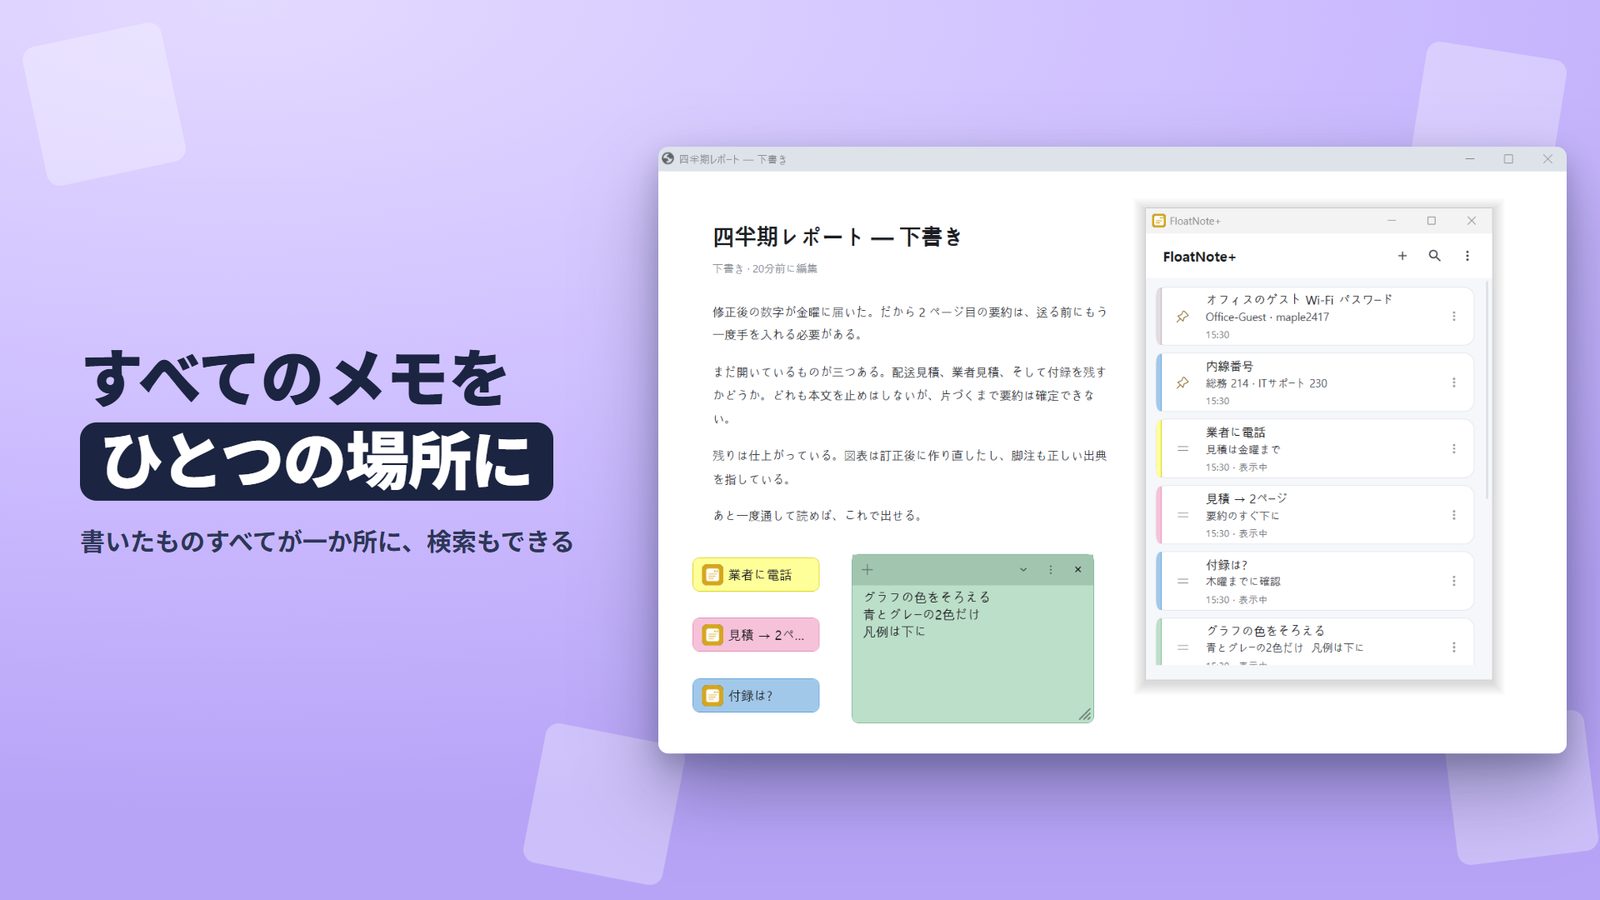 すべてのメモを
ひとつの場所に
書いたものすべてが一か所に、検索もできる
四半期レポート — 下書き
四半期レポート — 下書き
下書き · 20分前に編集
修正後の数字が金曜に届いた。だから２ページ目の要約は、送る前にもう
一度手を入れる必要がある。
まだ開いているものが三つある。配送見積、業者見積、そして付録を残す
かどうか。どれも本文を止めはしないが、片づくまで要約は確定できな
い。
残りは仕上がっている。図表は訂正後に作り直したし、脚注も正しい出典
を指している。
あと一度通して読めば、これで出せる。
業者に電話
見積 → 2ペ...
付録は?
グラフの色をそろえる
青とグレーの2色だけ
凡例は下に
FloatNote+
FloatNote+
オフィスのゲスト Wi-Fi パスワード
Office-Guest · maple2417
15:30
内線番号
総務 214 · ITサポート 230
15:30
業者に電話
見積は金曜まで
15:30 · 表示中
見積 → 2ページ
要約のすぐ下に
15:30 · 表示中
付録は?
木曜までに確認
15:30 · 表示中
グラフの色をそろえる
青とグレーの2色だけ 凡例は下に
15:30 · 表示中